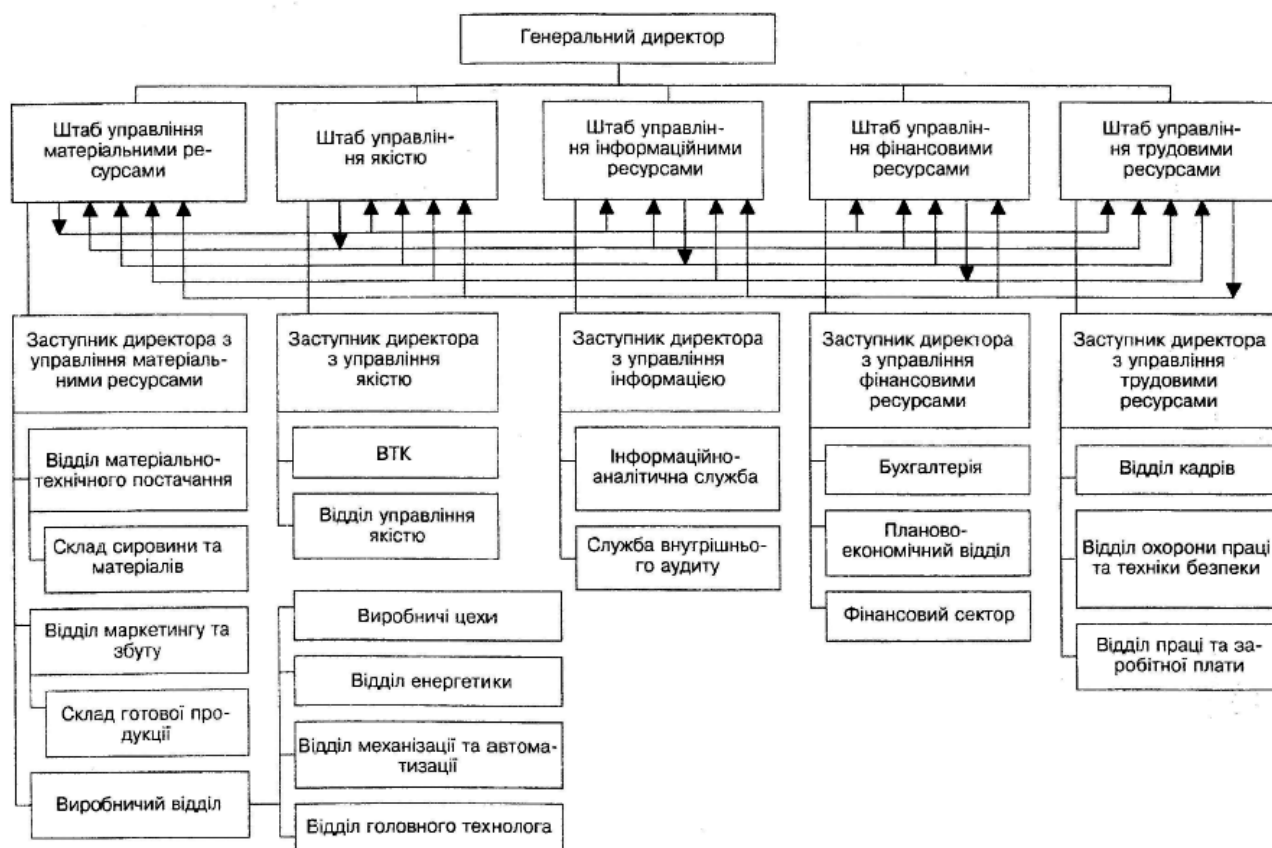 Генеральний директор
Штаб управління
матеріальними ре-
сурсами
Штаб управлін-
ня якістю
Штаб управлін-
ня інформаційними
ресурсами
Штаб управлін-
ня фінансовими
ресурсами
Штаб управлін-
ня трудовими
ресурсами
Заступник директора з
управління матеріаль-
ними ресурсами
Заступник директора
з управління
якістю
Заступник директора
з управління
інформацією
Заступник директора
з управління
фінансовими
ресурсами
Заступник директора
з управління
трудовими
ресурсами
Відділ матеріально-
технічного постачання
Склад сировини та
матеріалів
Відділ маркетингу та
збуту
Склад готової про-
дукції
Виробничий відділ
ВТК
Відділ управління
якістю
Виробничі цехи
Відділ енергетики
Відділ механізації та автома-
тизації
Відділ головного технолога
Інформаційно-
аналітична служба
Служба внутрішньо-
го аудиту
Бухгалтерія
Планово-
економічний відділ
Фінансовий сектор
Відділ кадрів
Відділ охорони праці
та техніки безпеки
Відділ праці та за-
робітної плати